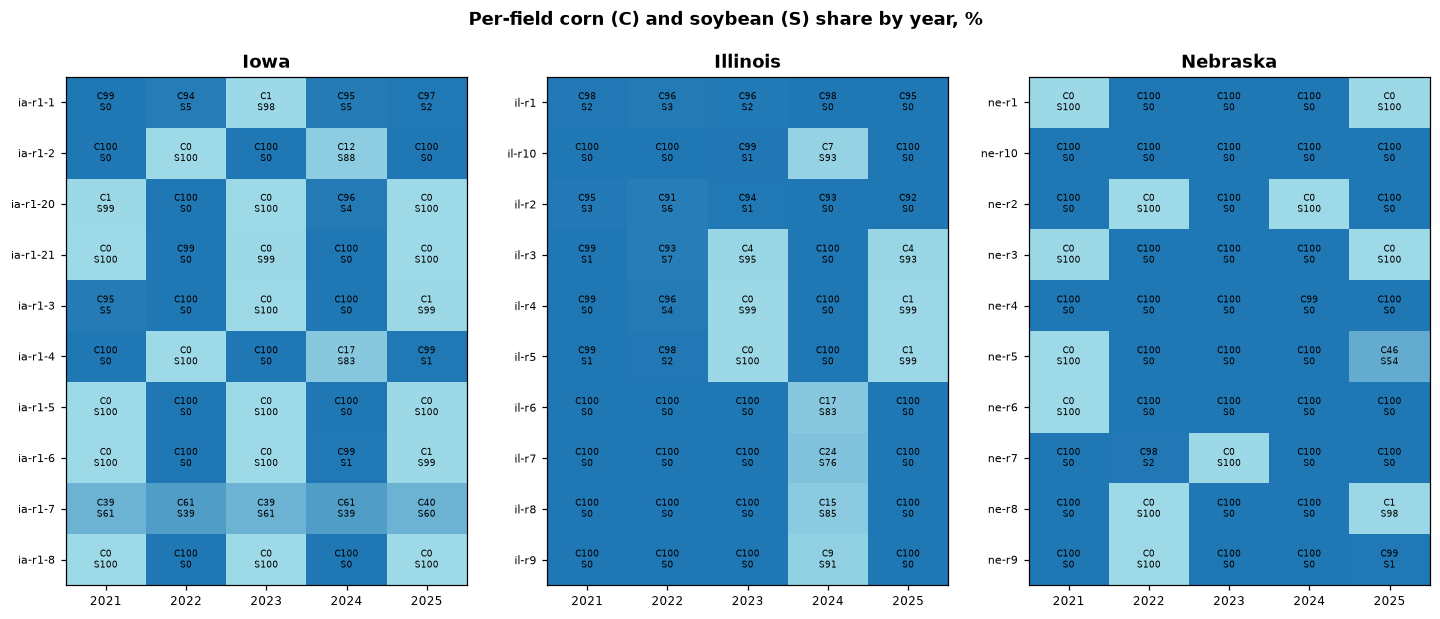 Per-field corn (C) and soybean (S) share by year, %
Iowa
ia-r1-1
C99 C94 C1 C95 C97
S0 S5 S98 S5 S2
ia-r1-2
C100 C0 C100 C12 C100
S0 S100 S0 S88 S0
ia-r1-20
C1 C100 C0 C96 C0
S99 S0 S100 S4 S100
ia-r1-21
C0 C99 C0 C100 C0
S100 S0 S99 S0 S100
ia-r1-3
C95 C100 C0 C100 C1
S5 S0 S100 S0 S99
ia-r1-4
C100 C0 C100 C17 C99
S0 S100 S0 S83 S1
ia-r1-5
C0 C100 C0 C100 C0
S100 S0 S100 S0 S100
ia-r1-6
C0 C100 C0 C99 C1
S100 S0 S100 S1 S99
ia-r1-7
C39 C61 C39 C61 C40
S61 S39 S61 S39 S60
ia-r1-8
C0 C100 C0 C100 C0
S100 S0 S100 S0 S100
2021 2022 2023 2024 2025
Illinois
il-r1
C98 C96 C96 C98 C95
S2 S3 S2 S0 S0
il-r10
C100 C100 C99 C7 C100
S0 S0 S1 S93 S0
il-r2
C95 C91 C94 C93 C92
S3 S6 S1 S0 S0
il-r3
C99 C93 C4 C100 C4
S1 S7 S95 S0 S93
il-r4
C99 C96 C0 C100 C1
S0 S4 S99 S0 S99
il-r5
C99 C98 C0 C100 C1
S1 S2 S100 S0 S99
il-r6
C100 C100 C100 C17 C100
S0 S0 S0 S83 S0
il-r7
C100 C100 C100 C24 C100
S0 S0 S0 S76 S0
il-r8
C100 C100 C100 C15 C100
S0 S0 S0 S85 S0
il-r9
C100 C100 C100 C9 C100
S0 S0 S0 S91 S0
2021 2022 2023 2024 2025
Nebraska
ne-r1
C0 C100 C100 C100 C0
S100 S0 S0 S0 S100
ne-r10
C100 C100 C100 C100 C100
S0 S0 S0 S0 S0
ne-r2
C100 C0 C100 C0 C100
S0 S100 S0 S100 S0
ne-r3
C0 C100 C100 C100 C0
S100 S0 S0 S0 S100
ne-r4
C100 C100 C100 C99 C100
S0 S0 S0 S0 S0
ne-r5
C0 C100 C100 C100 C46
S100 S0 S0 S0 S54
ne-r6
C0 C100 C100 C100 C100
S100 S0 S0 S0 S0
ne-r7
C100 C98 C0 C100 C100
S0 S2 S100 S0 S0
ne-r8
C100 C0 C100 C100 C1
S0 S100 S0 S0 S98
ne-r9
C100 C0 C100 C100 C99
S0 S100 S0 S0 S1
2021 2022 2023 2024 2025